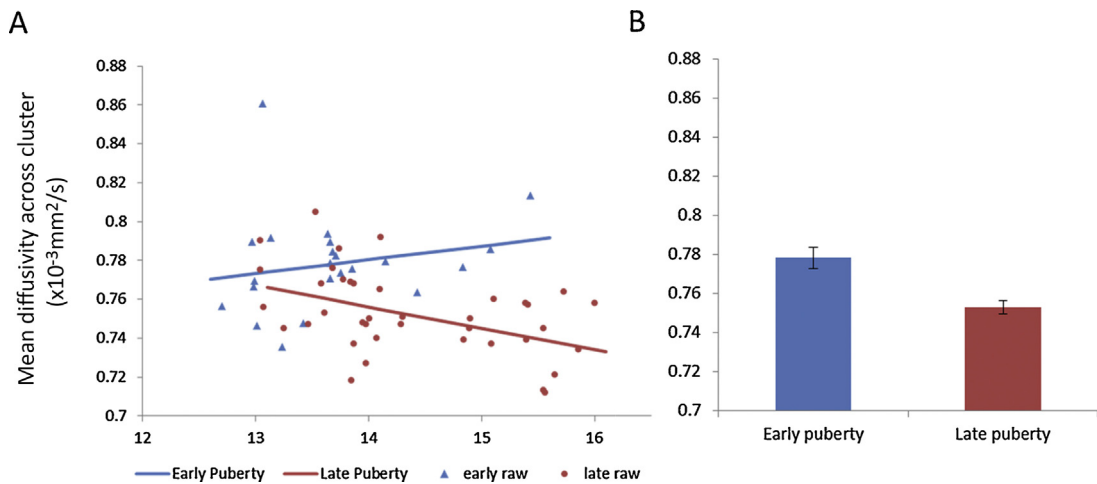 A
Mean diffusivity across cluster
(x10⁻³mm²/s)
0.88
0.86
0.84
0.82
0.8
0.78
0.76
0.74
0.72
0.7
12 13 14 15 16
Early Puberty Late Puberty early raw late raw
B
0.88
0.86
0.84
0.82
0.8
0.78
0.76
0.74
0.72
0.7
Early puberty Late puberty